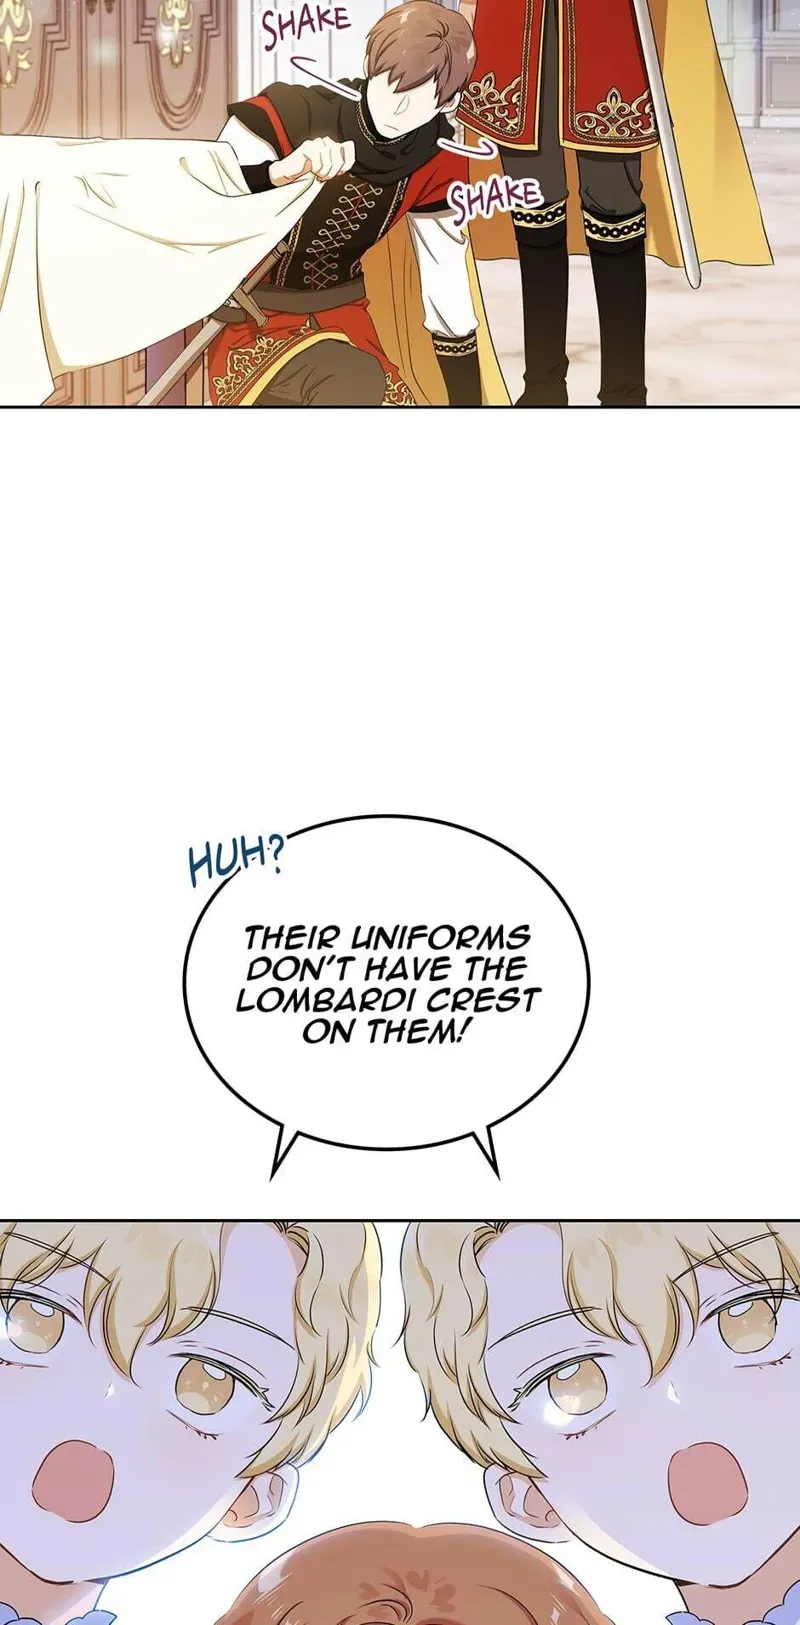 SHAKE
SHAKE
HUH?
THEIR UNIFORMS
DON'T HAVE THE
LOMBARDI CREST
ON THEM!